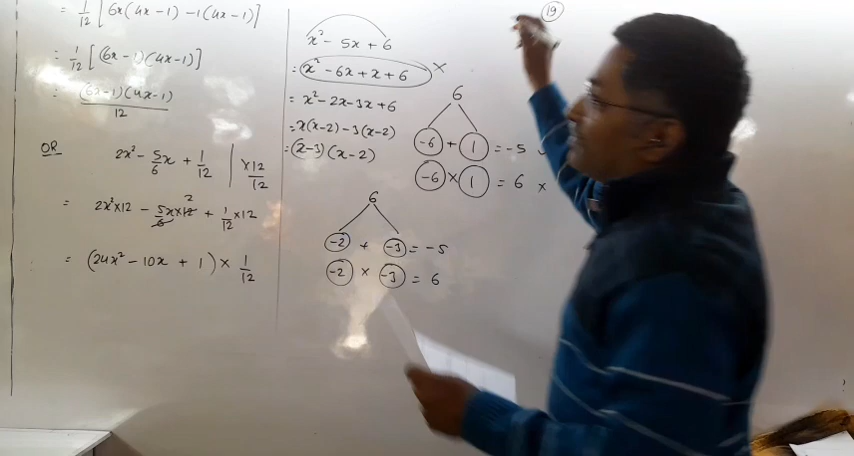 = 1/12 [6x(4x-1) -1(4x-1)]
= 1/12 [(6x-1)(4x-1)]
= (6x-1)(4x-1)/12
OR 2x² - 5/6 x + 1/12 | ×12/12
= 2x²×12 - 5x/6 ×12 2 + 1/12 ×12
= (24x² - 10x + 1) × 1/12
x² - 5x + 6
= x² - 6x + x + 6 ×
= x² - 2x - 3x + 6
= x(x-2) - 3(x-2)
= (x-3)(x-2)
6
-6 + 1 = -5
-6 × 1 = 6 ×
6
-2 + -3 = -5
-2 × -3 = 6
19